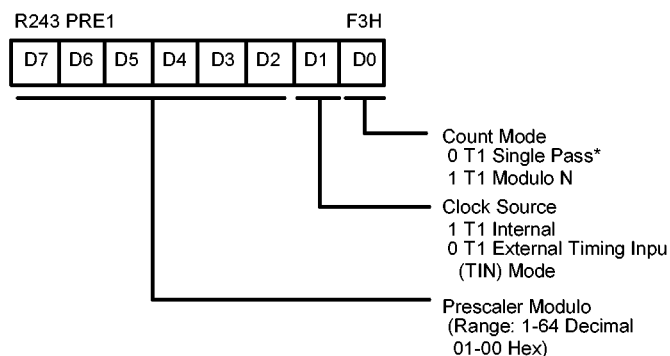 R243 PRE1 F3H
D7 D6 D5 D4 D3 D2 D1 D0
Count Mode
0 T1 Single Pass*
1 T1 Modulo N
Clock Source
1 T1 Internal
0 T1 External Timing Inpu
(TIN) Mode
Prescaler Modulo
(Range: 1-64 Decimal
01-00 Hex)